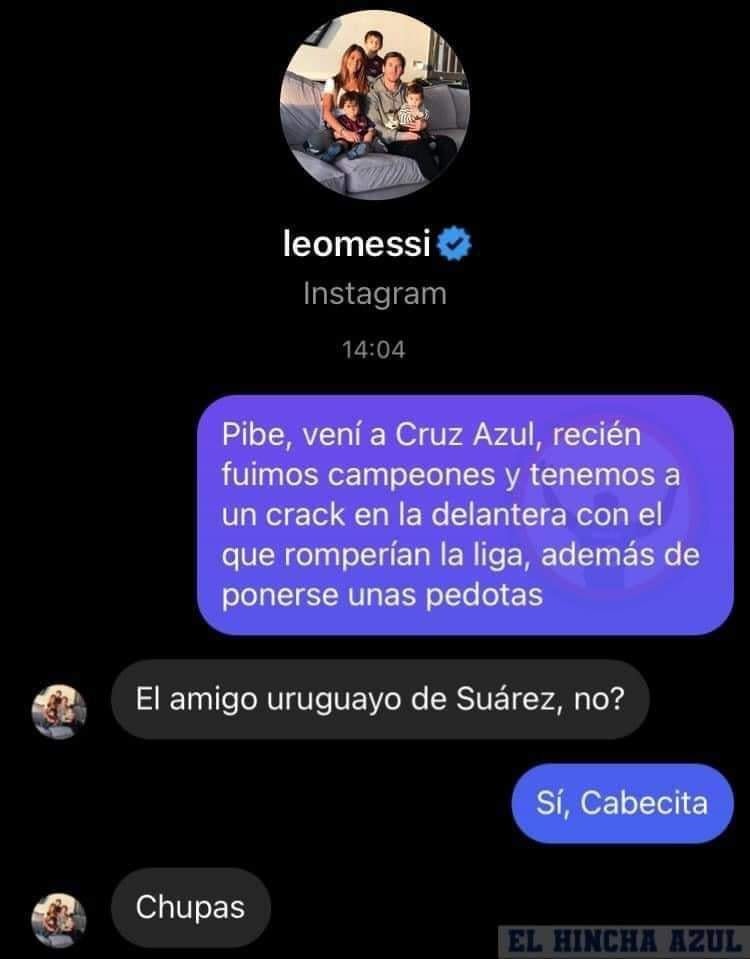 leomessi
Instagram
14:04
Pibe, vení a Cruz Azul, recién
fuimos campeones y tenemos a
un crack en la delantera con el
que romperían la liga, además de
ponerse unas pedotas
El amigo uruguayo de Suárez, no?
Sí, Cabecita
Chupas
EL HINCHA AZUL